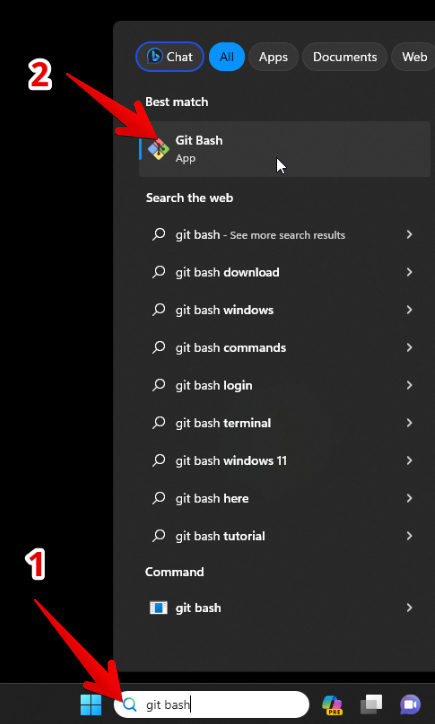 2
Chat All Apps Documents Web
Best match
Git Bash
App
Search the web
git bash - See more search results
git bash download
git bash windows
git bash commands
git bash login
git bash terminal
git bash windows 11
git bash here
git bash tutorial
1
Command
git bash
git bash
PRE